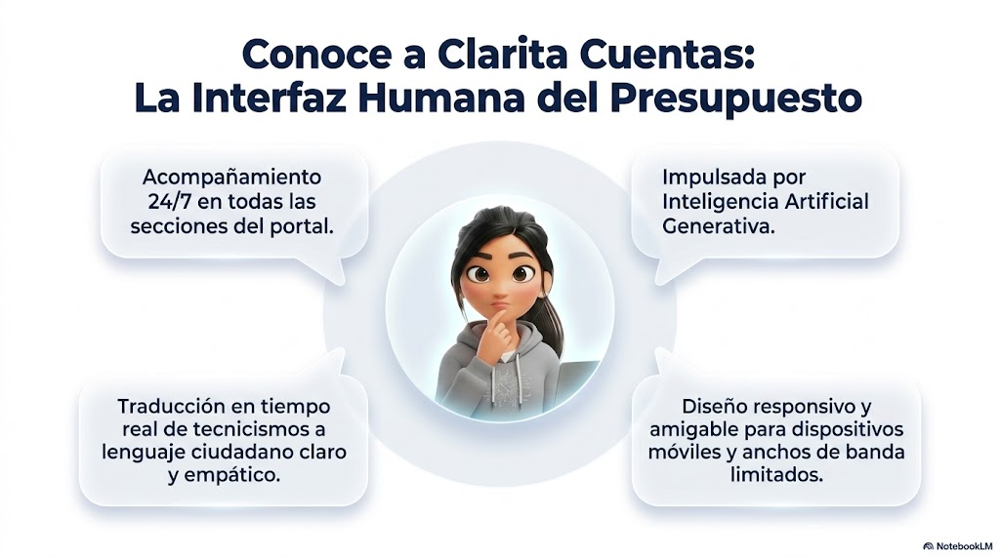 Conoce a Clarita Cuentas:
La Interfaz Humana del Presupuesto
Acompañamiento
24/7 en todas las
secciones del portal.
Impulsada por
Inteligencia Artificial
Generativa.
Traducción en tiempo
real de tecnicismos a
lenguaje ciudadano claro
y empático.
Diseño responsivo y
amigable para dispositivos
móviles y anchos de banda
limitados.
NotebookLM